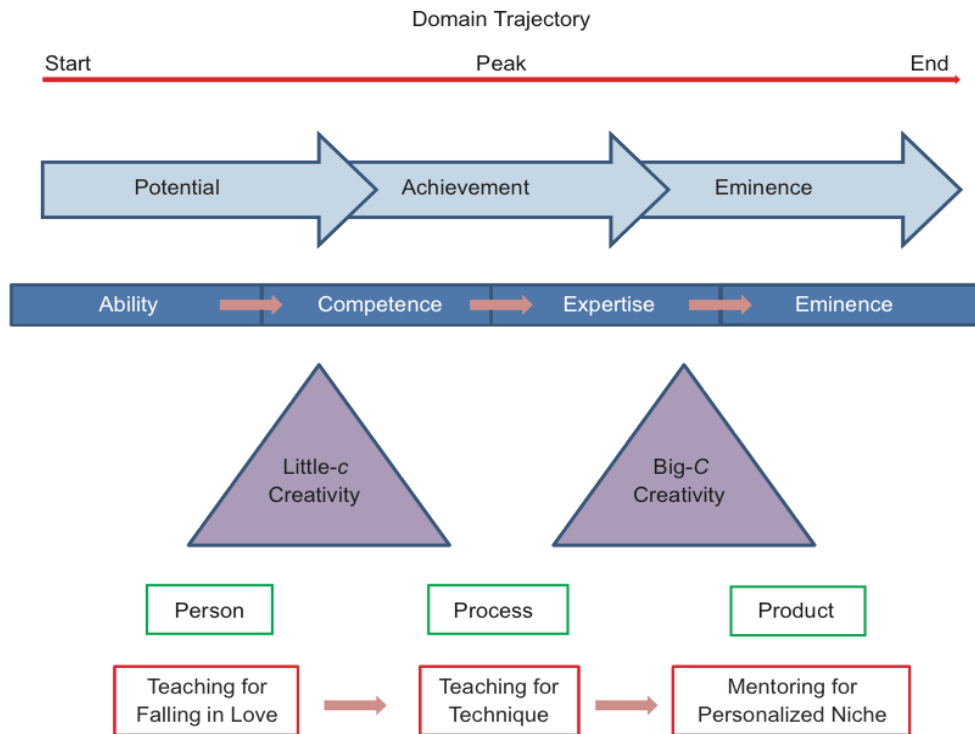 Domain Trajectory
Start Peak End
Potential Achievement Eminence
Ability Competence Expertise Eminence
Little-c
Creativity
Big-C
Creativity
Person Process Product
Teaching for
Falling in Love
Teaching for
Technique
Mentoring for
Personalized Niche